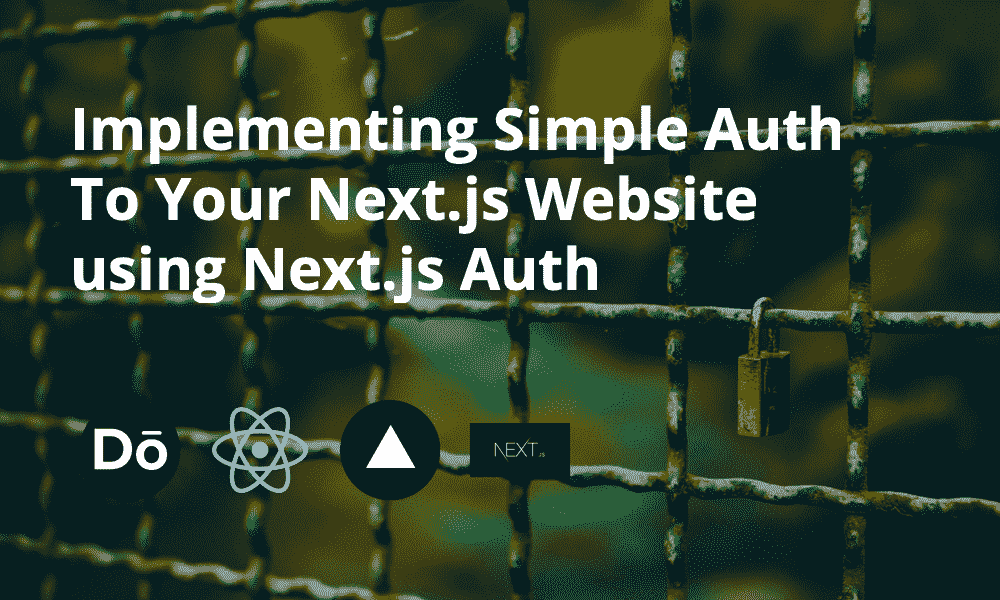 Implementing Simple Auth
To Your Next.js Website
using Next.js Auth
Dō
NEXT.JS